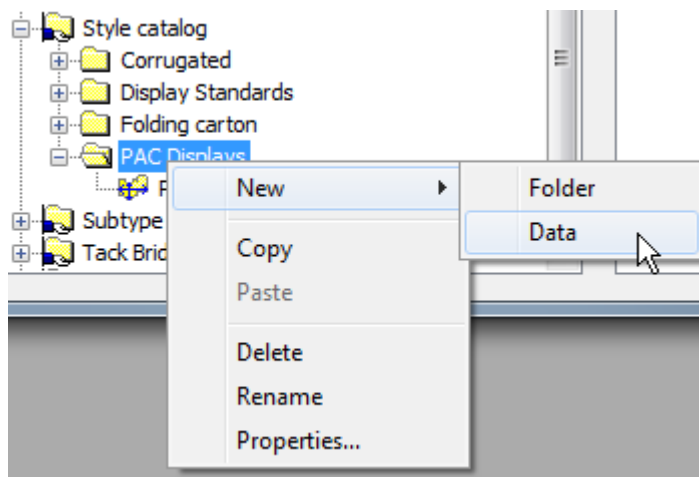 Style catalog
Corrugated
Display Standards
Folding carton
PAC Displays
New
Folder
Data
Subtype
Tack Brid
Copy
Paste
Delete
Rename
Properties...